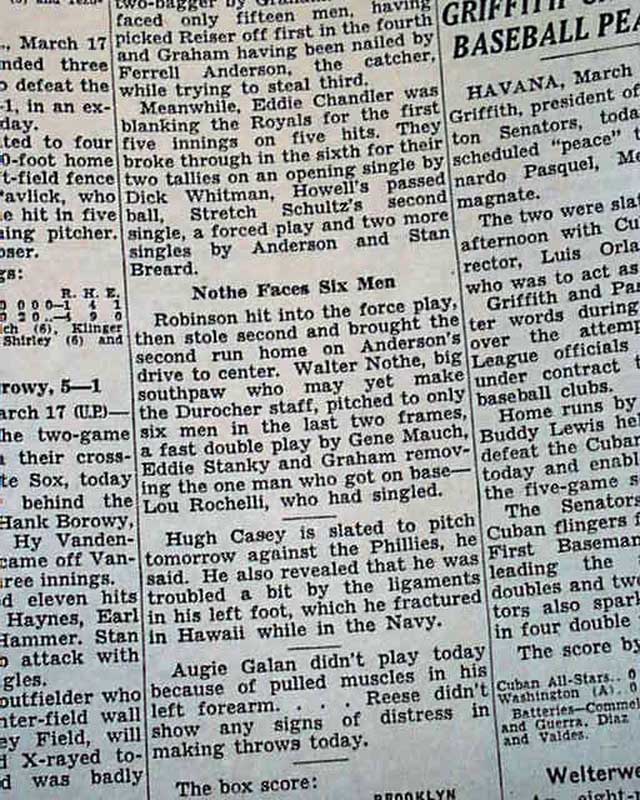 ., March 17
nded three
o defeat the
-1, in an ex-
day.
ted to four
0-foot home
t-field fence
avlick, who
e hit in five
ing pitcher.
oser.
gs:
R. H. E.
0 0 0 0—1 4 1
0 2 0 ..—4 9 0
ich (6), Klinger
Shirley (6) and
rowy, 5—1
arch 17 (U.P.)—
he two-game
their cross-
te Sox, today
behind the
Hank Borowy,
Hy Vanden-
came off Van-
ree innings.
d eleven hits
Haynes, Earl
Hammer. Stan
o attack with
gles.
outfielder who
nter-field wall
ey Field, will
d X-rayed to-
d was badly
two-bagger by
faced only fifteen men, having
picked Reiser off first in the fourth
and Graham having been nailed by
Ferrell Anderson, the catcher,
while trying to steal third.
Meanwhile, Eddie Chandler was
blanking the Royals for the first
five innings on five hits. They
broke through in the sixth for their
two tallies on an opening single by
Dick Whitman, Howell's passed
ball, Stretch Schultz's second
single, a forced play and two more
singles by Anderson and Stan
Breard.
Nothe Faces Six Men
Robinson hit into the force play,
then stole second and brought the
second run home on Anderson's
drive to center. Walter Nothe, big
southpaw who may yet make
the Durocher staff, pitched to only
six men in the last two frames,
a fast double play by Gene Mauch,
Eddie Stanky and Graham remov-
ing the one man who got on base—
Lou Rochelli, who had singled.
Hugh Casey is slated to pitch
tomorrow against the Phillies, he
said. He also revealed that he was
troubled a bit by the ligaments
in his left foot, which he fractured
in Hawaii while in the Navy.
Augie Galan didn't play today
because of pulled muscles in his
left forearm. . . . Reese didn't
show any signs of distress in
making throws today.
The box score:
BROOKLYN
GRIFFITH
BASEBALL PEA
HAVANA, March
Griffith, president of
ton Senators, toda
scheduled "peace"
nardo Pasquel, Me
magnate.
The two were slat
afternoon with Cu
rector, Luis Orla
who was to act as
Griffith and Pas
ter words during
over the attemp
League officials
under contract t
baseball clubs.
Home runs by
Buddy Lewis hel
defeat the Cuban
today and enabl
the five-game s
The Senators
Cuban flingers f
First Baseman
leading the
doubles and two
tors also spark
in four double
The score by
Cuban All-Stars.. 0
Washington (A). 0
Batteries—Commel
and Guerra. Diaz
and Valdes.
Welterwe
An eight-r